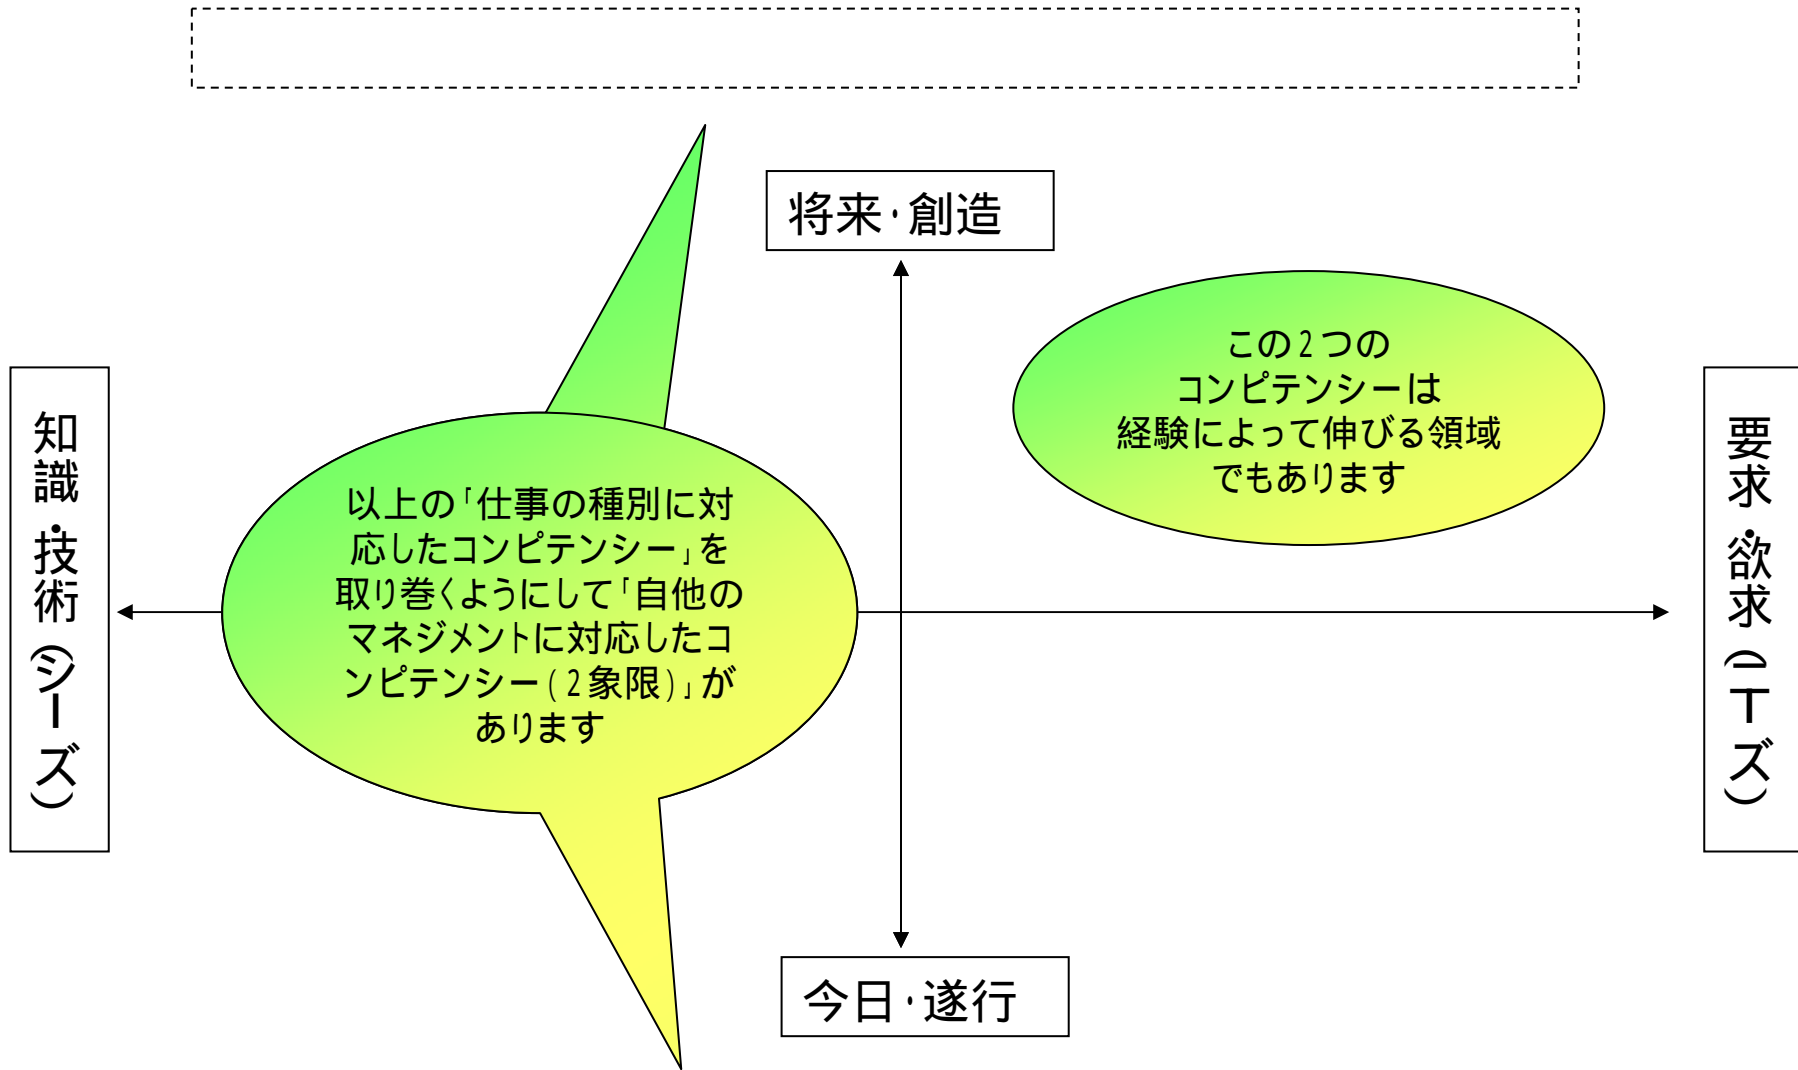 将来・創造
この2つの
コンピテンシーは
経験によって伸びる領域
でもあります
知識・技術(シーズ)
以上の「仕事の種別に対
応したコンピテンシー」を
取り巻くようにして「自他の
マネジメントに対応したコ
ンピテンシー(2象限)」が
あります
要求・欲求(ニーズ)
今日・遂行